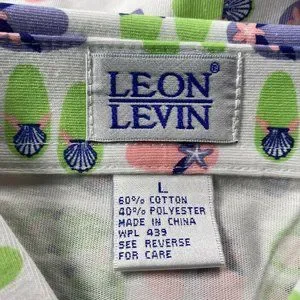 LEON®
LEVIN
L
60% COTTON
40% POLYESTER
MADE IN CHINA
WPL 439
SEE REVERSE
FOR CARE